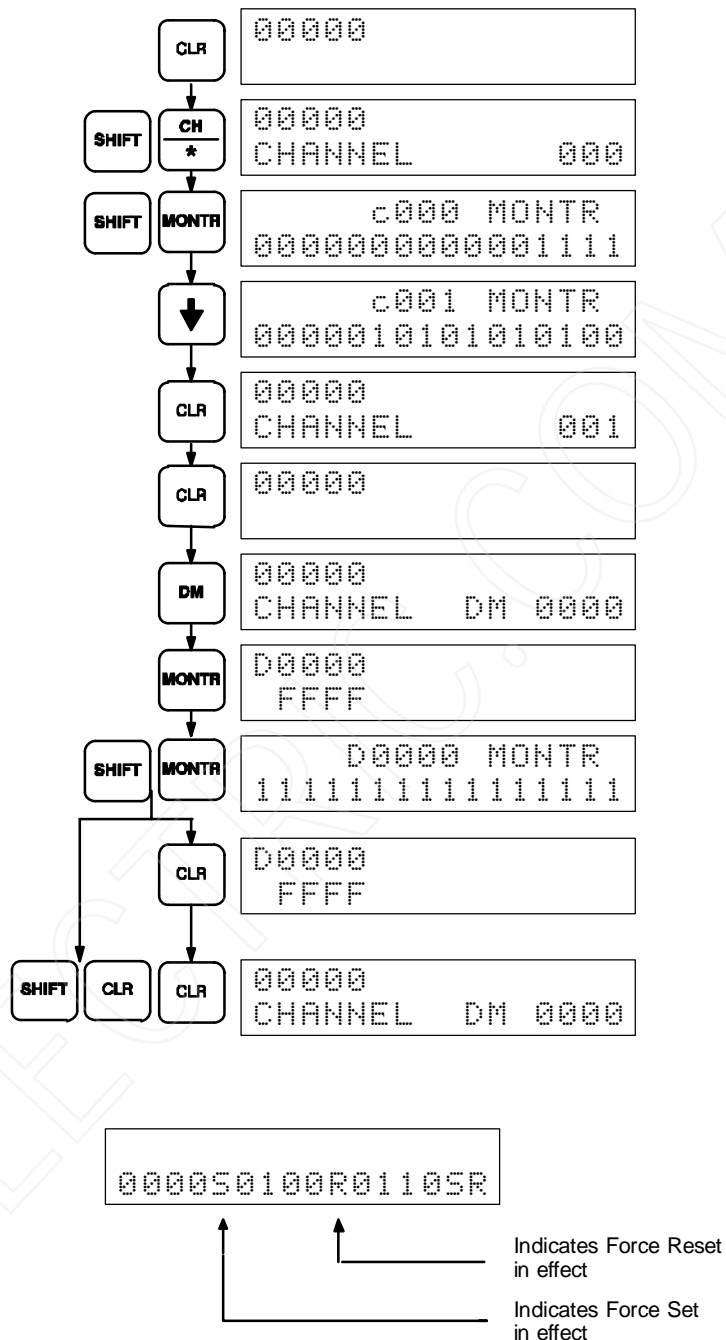 CLR 00000
SHIFT CH/* 00000
CHANNEL 000
SHIFT MONTR c000 MONTR
0000000000001111
c001 MONTR
0000010101010100
CLR 00000
CHANNEL 001
CLR 00000
DM 00000
CHANNEL DM 0000
MONTR D0000
FFFF
SHIFT MONTR D0000 MONTR
1111111111111111
CLR D0000
FFFF
SHIFT CLR CLR 00000
CHANNEL DM 0000
0000S0100R0110SR
Indicates Force Reset
in effect
Indicates Force Set
in effect